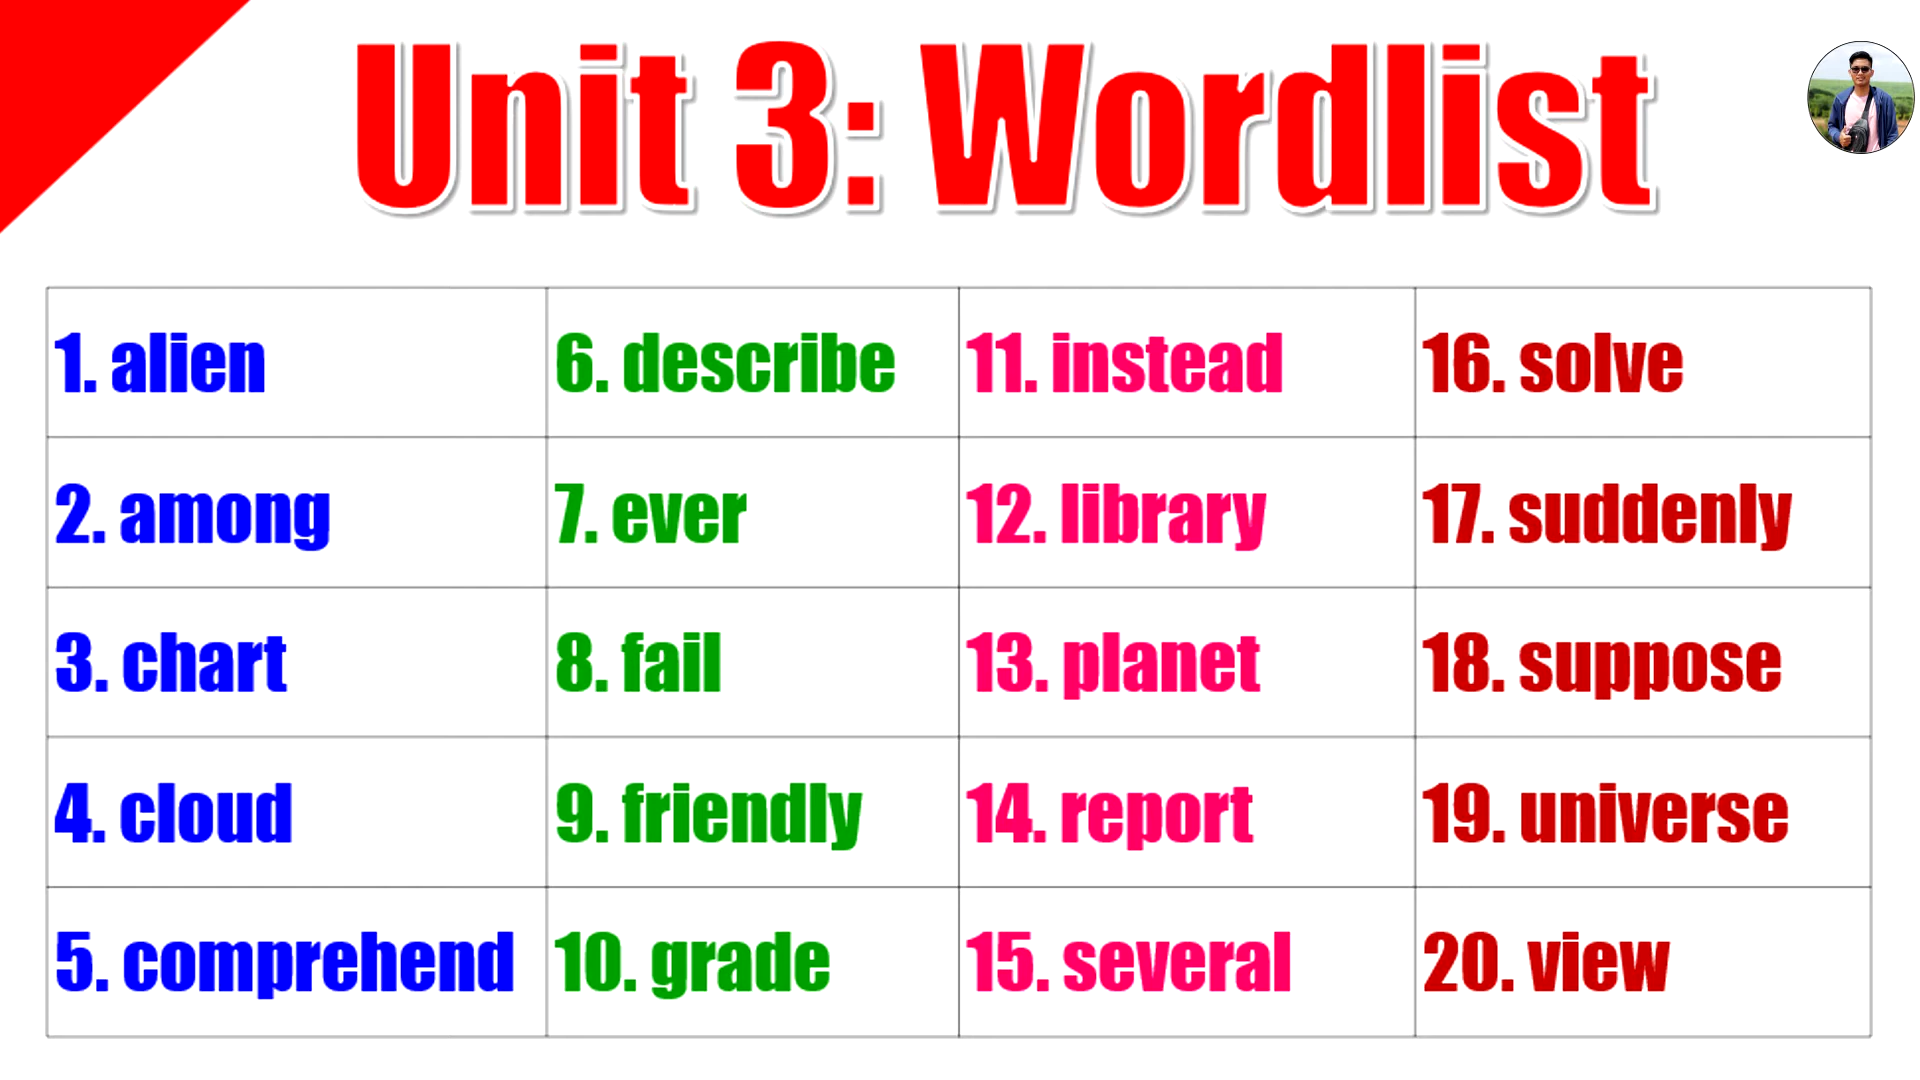 Unit 3: Wordlist
1. alien
6. describe
11. instead
16. solve
2. among
7. ever
12. library
17. suddenly
3. chart
8. fail
13. planet
18. suppose
4. cloud
9. friendly
14. report
19. universe
5. comprehend
10. grade
15. several
20. view